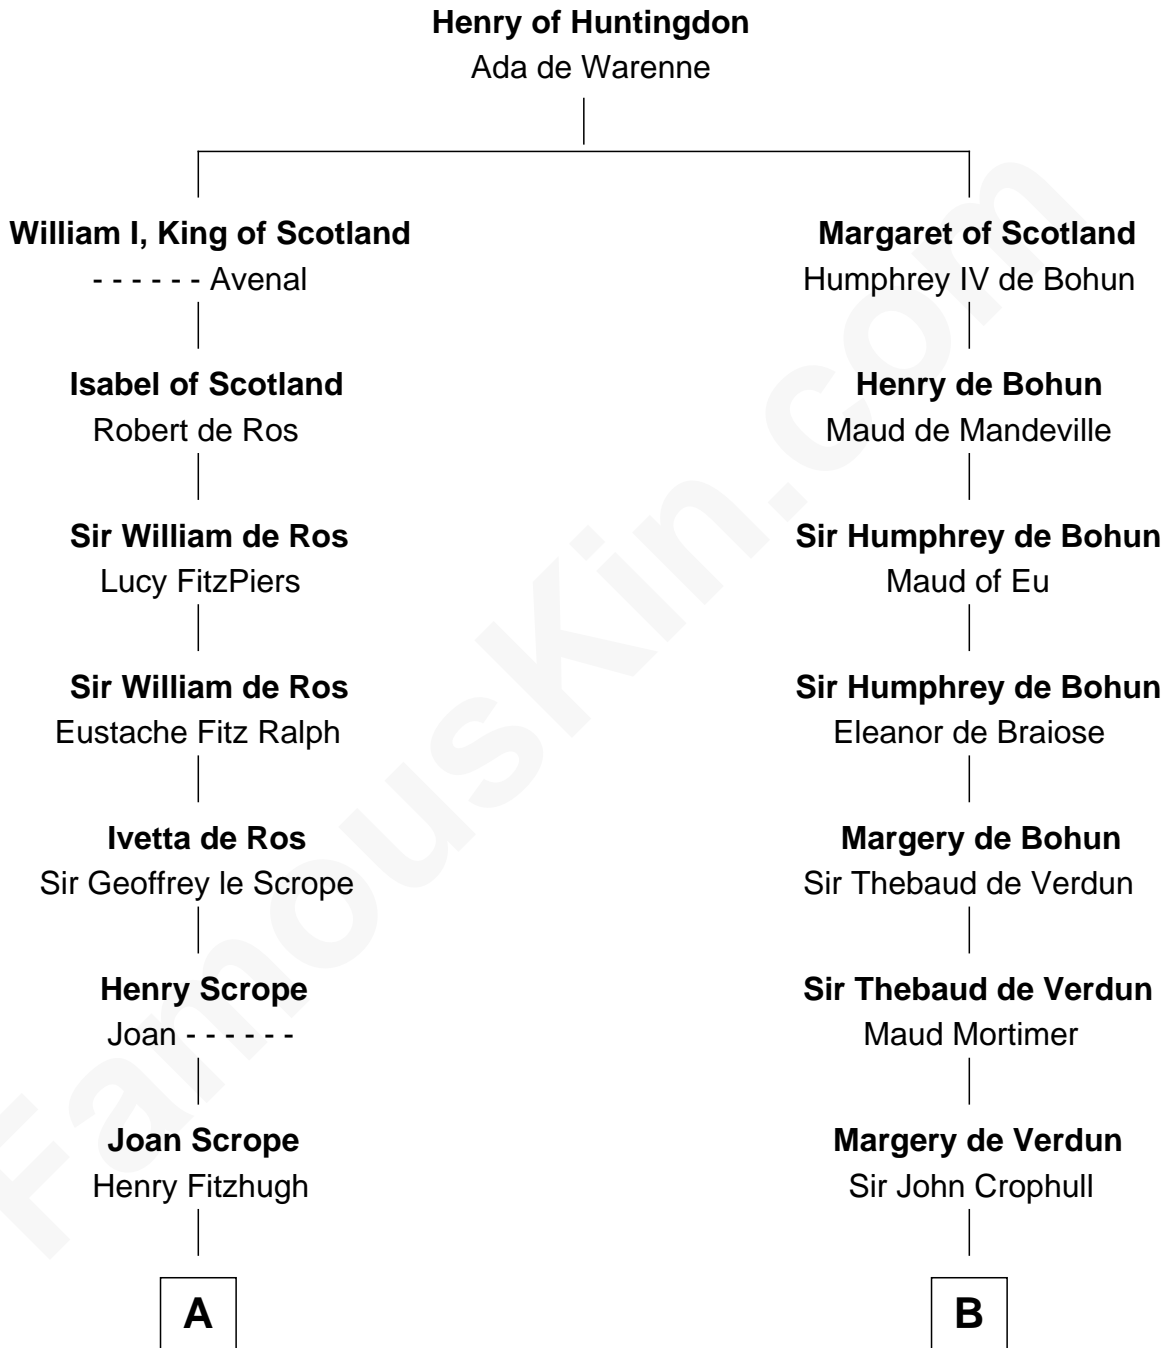 Henry of Huntingdon
Ada de Warenne
William I, King of Scotland
- - - - - - Avenal
Isabel of Scotland
Robert de Ros
Sir William de Ros
Lucy FitzPiers
Sir William de Ros
Eustache Fitz Ralph
Ivetta de Ros
Sir Geoffrey le Scrope
Henry Scrope
Joan - - - - - -
Joan Scrope
Henry Fitzhugh
A
Margaret of Scotland
Humphrey IV de Bohun
Henry de Bohun
Maud de Mandeville
Sir Humphrey de Bohun
Maud of Eu
Sir Humphrey de Bohun
Eleanor de Braiose
Margery de Bohun
Sir Thebaud de Verdun
Sir Thebaud de Verdun
Maud Mortimer
Margery de Verdun
Sir John Crophull
B
FamousKin.com